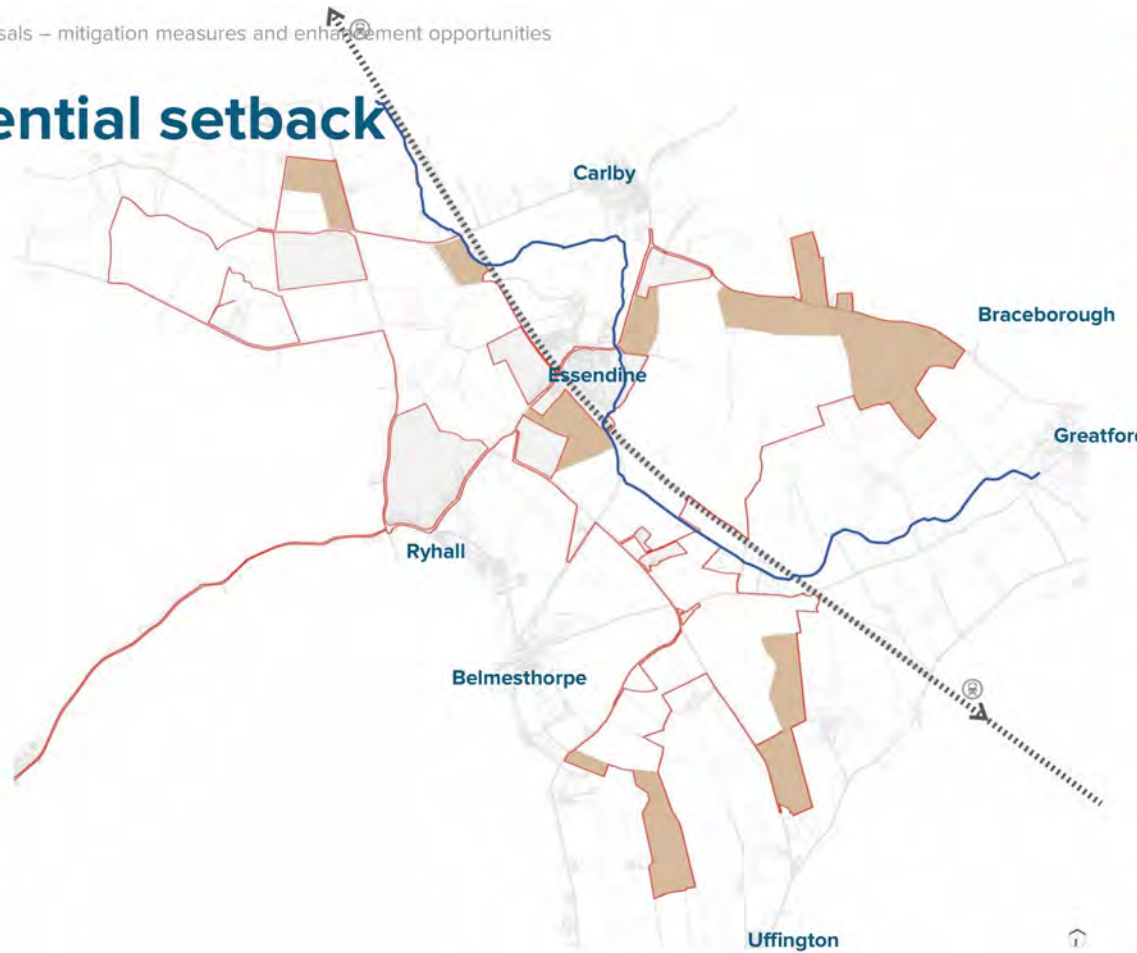 sals – mitigation measures and enhancement opportunities
ential setback
Carlby
Braceborough
Essendine
Greatford
Ryhall
Belmesthorpe
Uffington